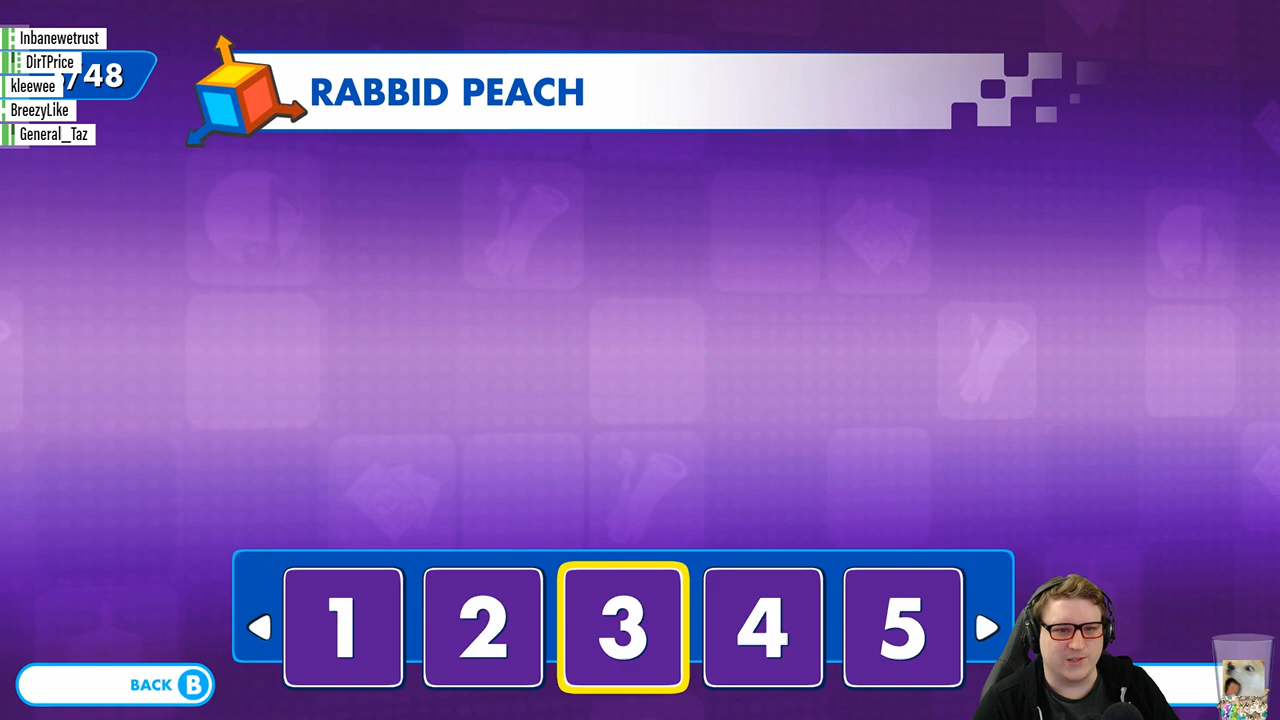 Inbanewetrust
DirTPrice
kleewee
BreezyLike
General_Taz
/48
RABBID PEACH
1 2 3 4 5
BACK B